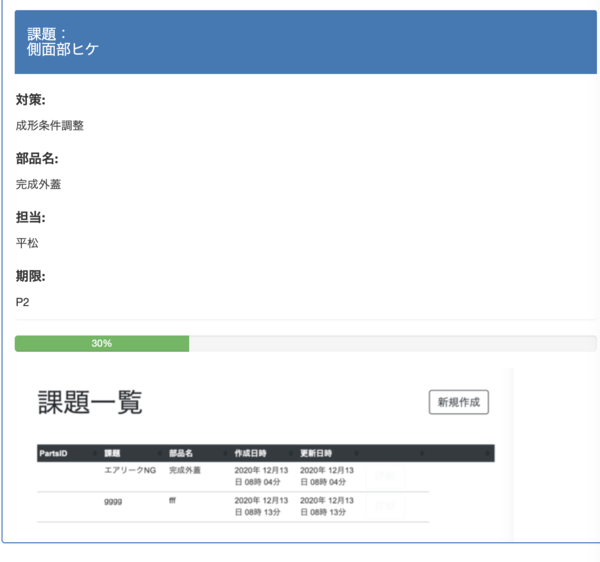 課題：
側面部ヒケ
対策:
成形条件調整
部品名:
完成外蓋
担当:
平松
期限:
P2
30%
課題一覧
新規作成
PartsID 課題 部品名 作成日時 更新日時
エアリークNG 完成外蓋 2020年 12月13 2020年 12月13
日 08時 04分 日 08時 04分
gggg fff 2020年 12月13 2020年 12月13
日 08時 13分 日 08時 13分